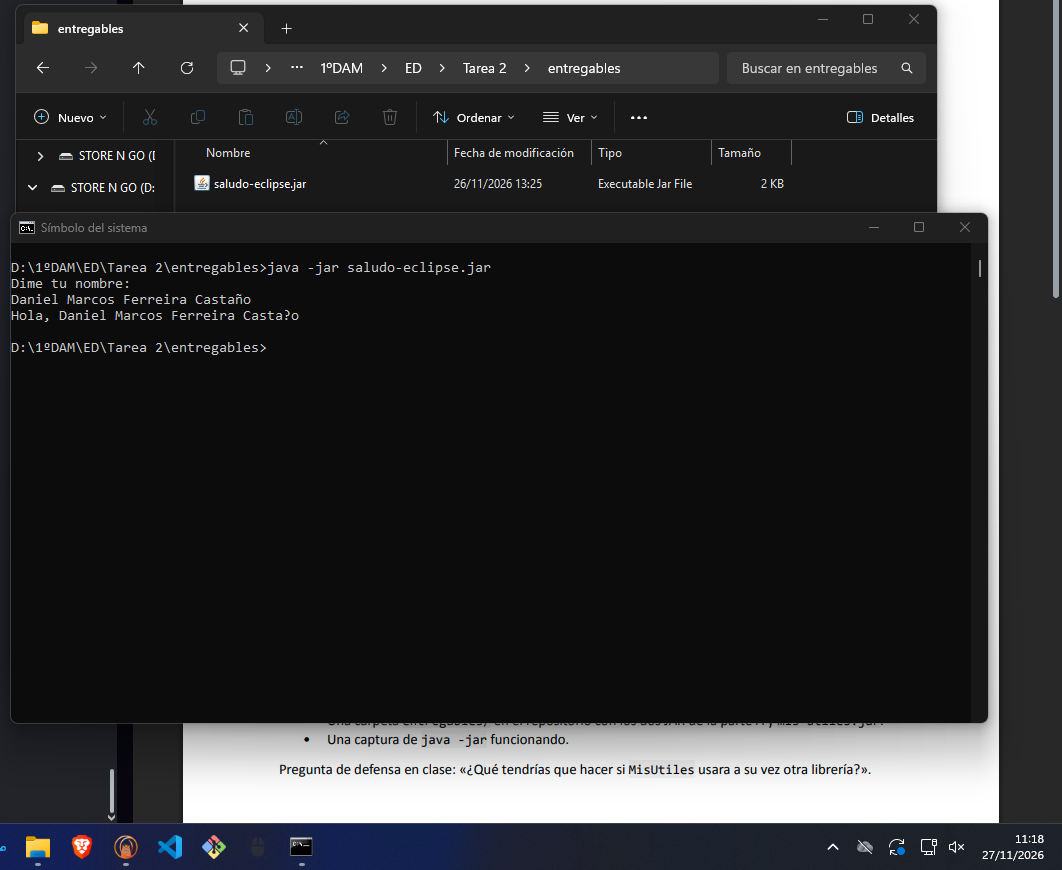 entregables
1ºDAM
ED
Tarea 2
entregables
Buscar en entregables
Nuevo
Ordenar
Ver
Detalles
Nombre
Fecha de modificación
Tipo
Tamaño
STORE N GO (I
STORE N GO (D:
saludo-eclipse.jar
26/11/2026 13:25
Executable Jar File
2 KB
Símbolo del sistema
D:\1ºDAM\ED\Tarea 2\entregables>java -jar saludo-eclipse.jar
Dime tu nombre:
Daniel Marcos Ferreira Castaño
Hola, Daniel Marcos Ferreira Casta?o
D:\1ºDAM\ED\Tarea 2\entregables>
• Una captura de java -jar funcionando.
Pregunta de defensa en clase: «¿Qué tendrías que hacer si MisUtiles usara a su vez otra librería?».
11:18
27/11/2026